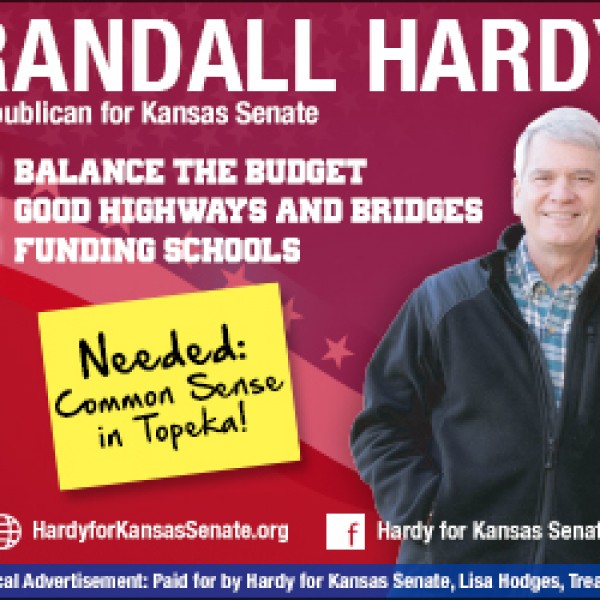 RANDALL HARDY
publican for Kansas Senate
BALANCE THE BUDGET
GOOD HIGHWAYS AND BRIDGES
FUNDING SCHOOLS
Needed:
Common Sense
in Topeka!
HardyforKansasSenate.org
f Hardy for Kansas Senat
cal Advertisement: Paid for by Hardy for Kansas Senate, Lisa Hodges, Trea